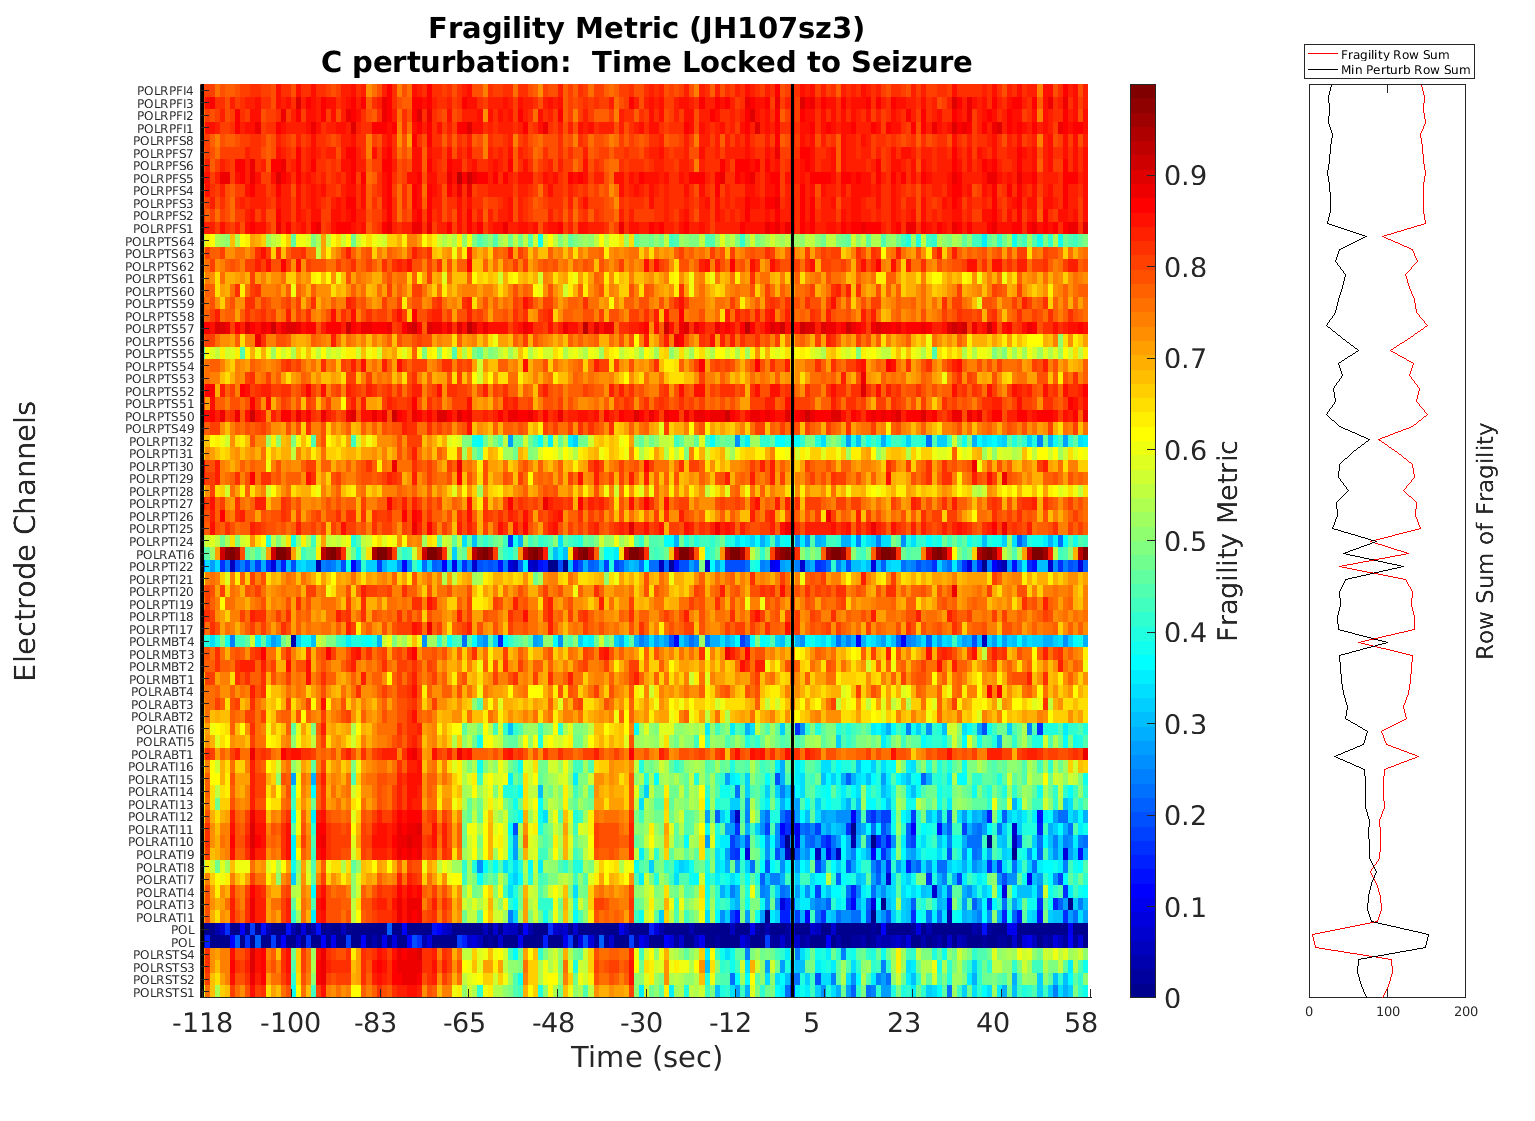 Fragility Metric (JH107sz3)
C perturbation:  Time Locked to Seizure
Fragility Row Sum
Min Perturb Row Sum
Electrode Channels
POLRPFI4
POLRPFI3
POLRPFI2
POLRPFI1
POLRPFS8
POLRPFS7
POLRPFS6
POLRPFS5
POLRPFS4
POLRPFS3
POLRPFS2
POLRPFS1
POLRPTS64
POLRPTS63
POLRPTS62
POLRPTS61
POLRPTS60
POLRPTS59
POLRPTS58
POLRPTS57
POLRPTS56
POLRPTS55
POLRPTS54
POLRPTS53
POLRPTS52
POLRPTS51
POLRPTS50
POLRPTS49
POLRPTI32
POLRPTI31
POLRPTI30
POLRPTI29
POLRPTI28
POLRPTI27
POLRPTI26
POLRPTI25
POLRPTI24
POLRATI6
POLRPTI22
POLRPTI21
POLRPTI20
POLRPTI19
POLRPTI18
POLRPTI17
POLRMBT4
POLRMBT3
POLRMBT2
POLRMBT1
POLRABT4
POLRABT3
POLRABT2
POLRATI6
POLRATI5
POLRABT1
POLRATI16
POLRATI15
POLRATI14
POLRATI13
POLRATI12
POLRATI11
POLRATI10
POLRATI9
POLRATI8
POLRATI7
POLRATI4
POLRATI3
POLRATI1
POL
POL
POLRSTS4
POLRSTS3
POLRSTS2
POLRSTS1
-118 -100 -83 -65 -48 -30 -12 5 23 40 58
Time (sec)
0.9
0.8
0.7
0.6
0.5
0.4
0.3
0.2
0.1
0
Fragility Metric
0 100 200
Row Sum of Fragility